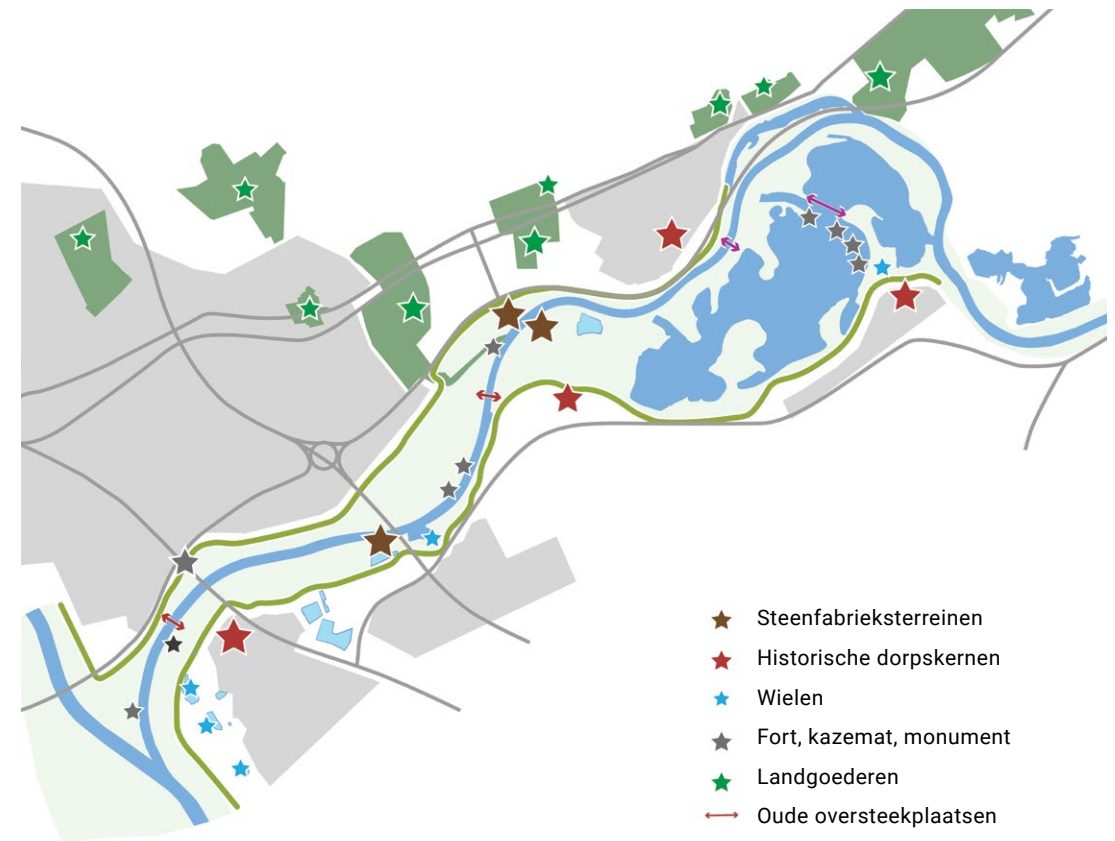 Steenfabrieksterreinen
Historische dorpskernen
Wielen
Fort, kazemat, monument
Landgoederen
Oude oversteekplaatsen